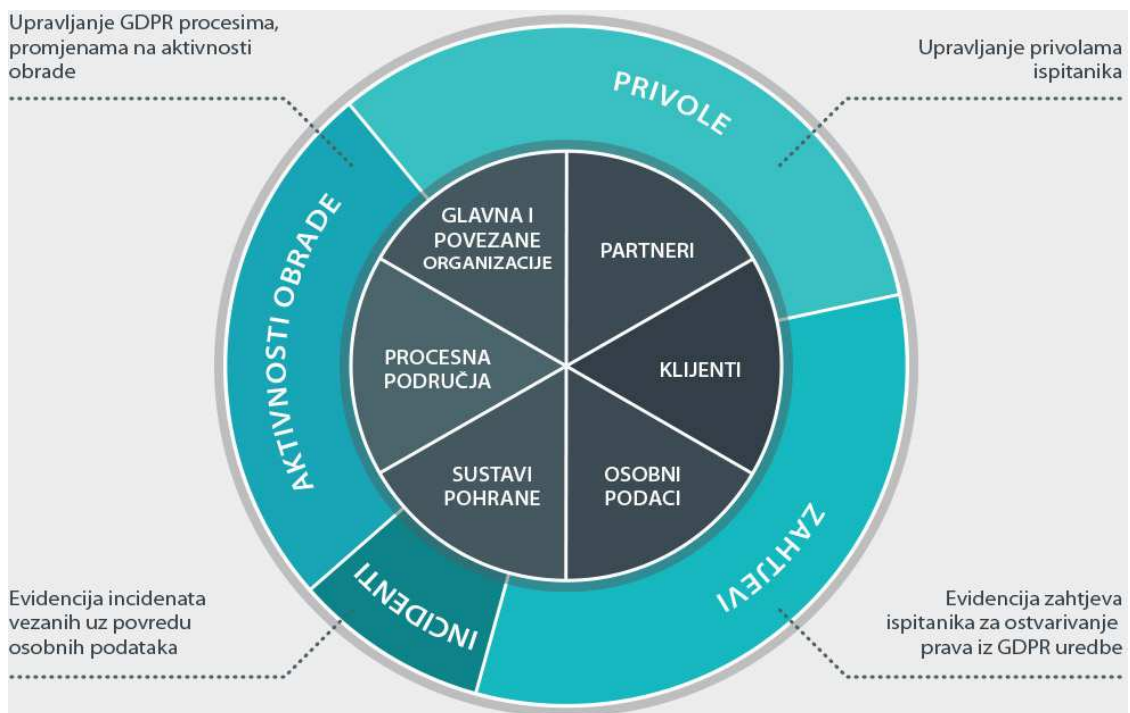 Upravljanje GDPR procesima,
promjenama na aktivnosti
obrade
Upravljanje privolama
ispitanika
PRIVOLE
AKTIVNOSTI OBRADE
GLAVNA I
POVEZANE
ORGANIZACIJE
PARTNERI
PROCESNA
PODRUČJA
KLIJENTI
SUSTAVI
POHRANE
OSOBNI
PODACI
ZAHTJEVI
INCIDENTI
Evidencija incidenata
vezanih uz povredu
osobnih podataka
Evidencija zahtjeva
ispitanika za ostvarivanje
prava iz GDPR uredbe